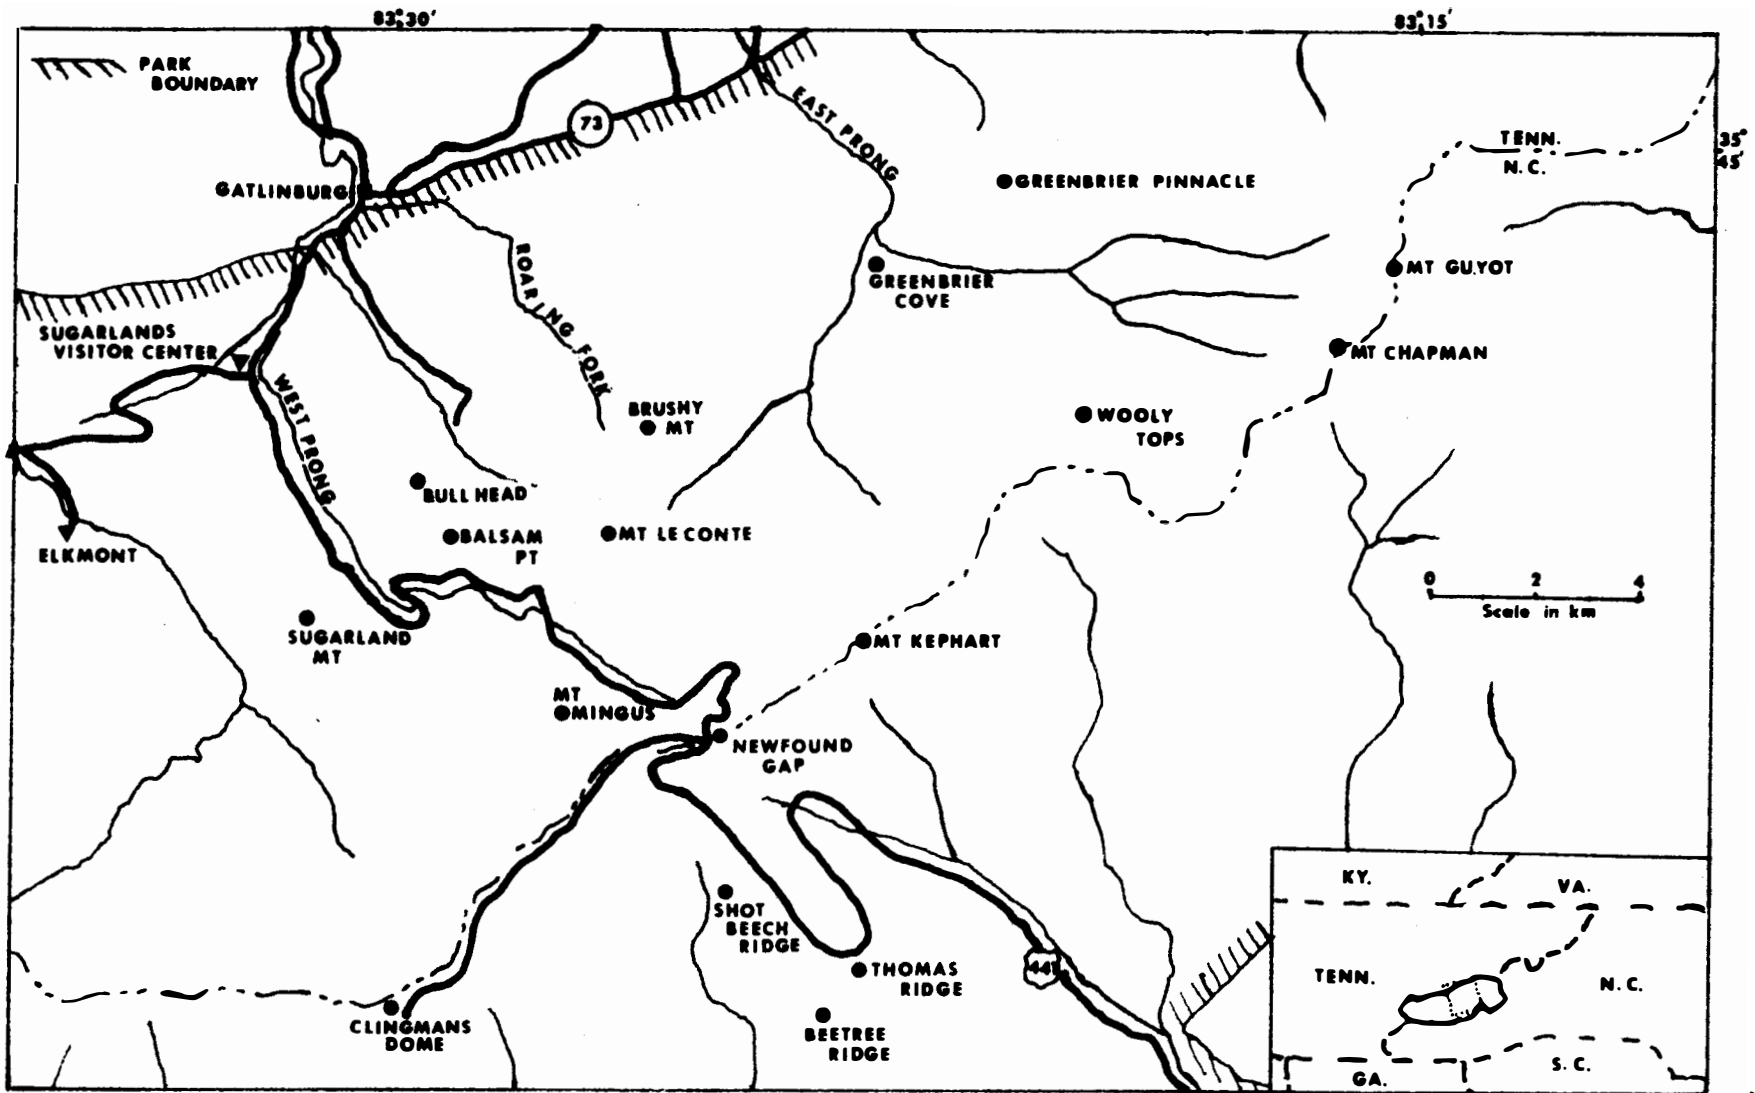 83°30'
83°15'
PARK
BOUNDARY
73
EAST PRONG
TENN.
N.C.
35°
45'
GATLINBURG
GREENBRIER PINNACLE
ROARING FORK
MT GUYOT
GREENBRIER
COVE
SUGARLANDS
VISITOR CENTER
MT CHAPMAN
WEST PRONG
BRUSHY
MT
WOOLY
TOPS
BULL HEAD
BALSAM
PT
MT LE CONTE
ELKMONT
0 2 4
Scale in km
SUGARLAND
MT
MT KEPHART
MT
MINGUS
NEWFOUND
GAP
SHOT
BEECH
RIDGE
THOMAS
RIDGE
441
BEETREE
RIDGE
CLINGMANS
DOME
KY.
VA.
TENN.
N.C.
S.C.
GA.